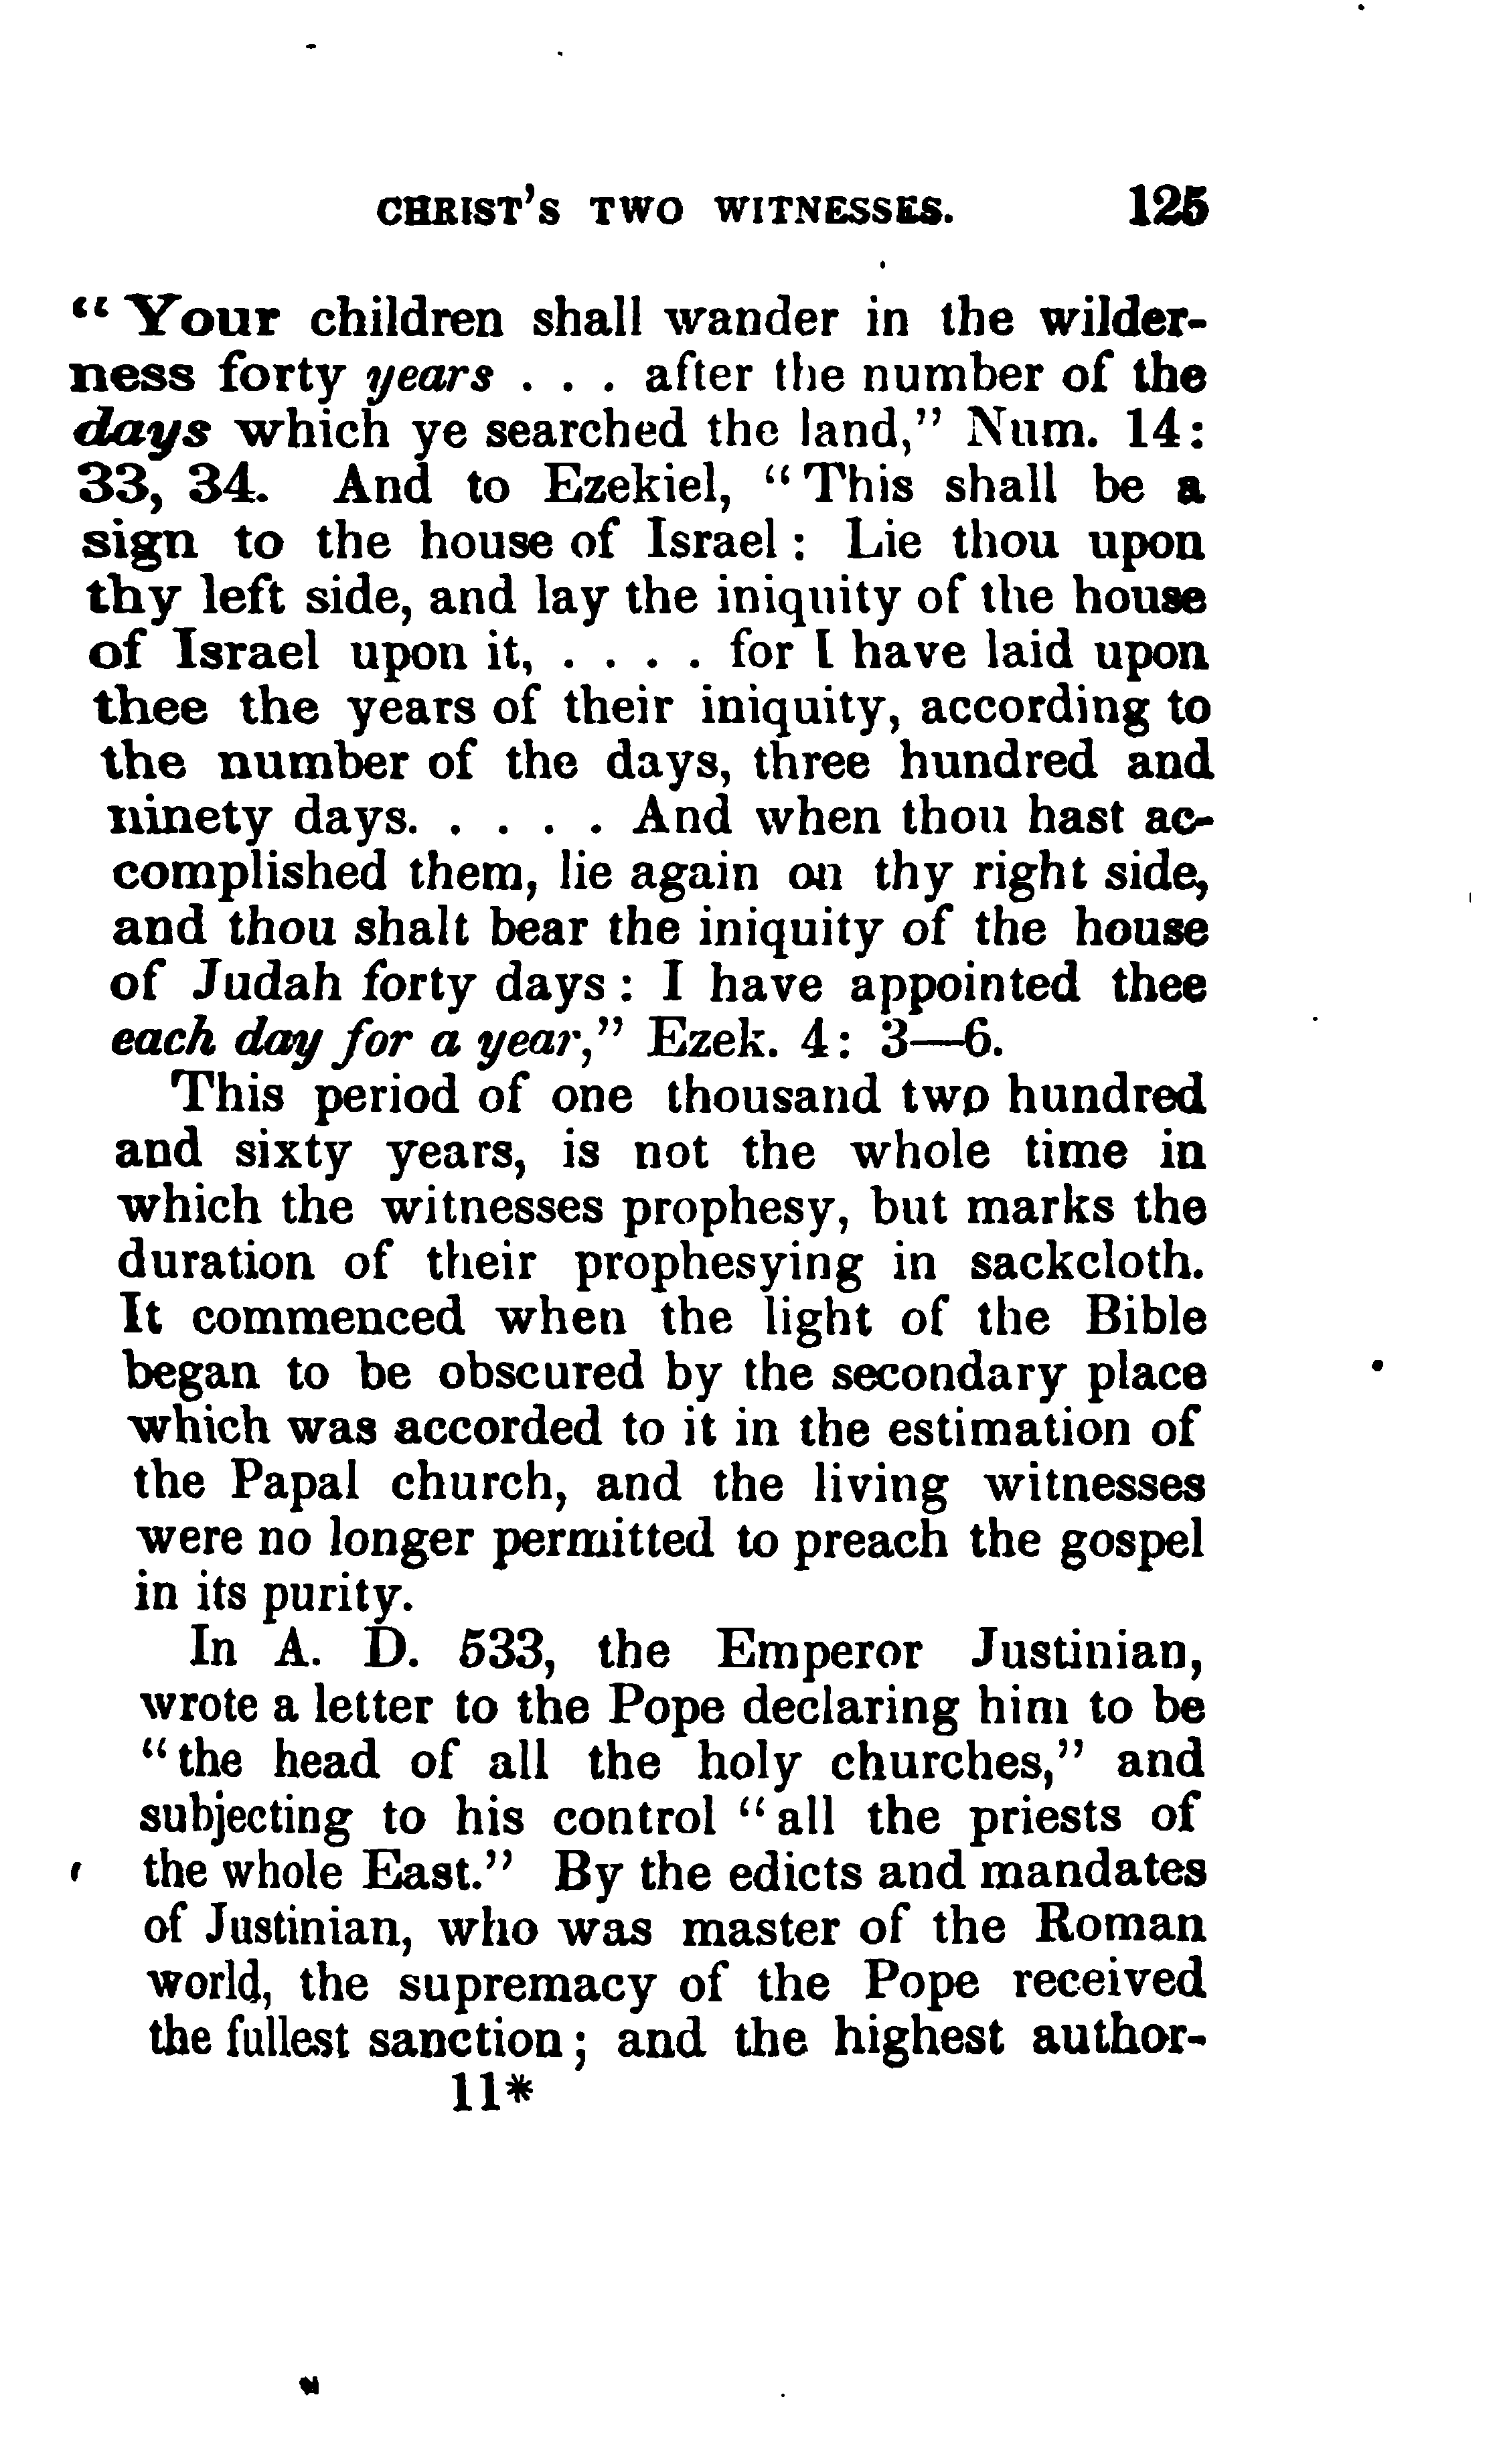 CHRIST'S TWO WITNESSES. 125
“Your children shall wander in the wilder-
ness forty years . . . after the number of the
days which ye searched the land,” Num. 14:
33, 34. And to Ezekiel, “This shall be a
sign to the house of Israel: Lie thou upon
thy left side, and lay the iniquity of the house
of Israel upon it, . . . . for I have laid upon
thee the years of their iniquity, according to
the number of the days, three hundred and
ninety days. . . . . And when thou hast ac-
complished them, lie again on thy right side,
and thou shalt bear the iniquity of the house
of Judah forty days: I have appointed thee
each day for a year,” Ezek. 4: 3—6.
This period of one thousand two hundred
and sixty years, is not the whole time in
which the witnesses prophesy, but marks the
duration of their prophesying in sackcloth.
It commenced when the light of the Bible
began to be obscured by the secondary place
which was accorded to it in the estimation of
the Papal church, and the living witnesses
were no longer permitted to preach the gospel
in its purity.
In A. D. 533, the Emperor Justinian,
wrote a letter to the Pope declaring him to be
“the head of all the holy churches,” and
subjecting to his control “all the priests of
the whole East.” By the edicts and mandates
of Justinian, who was master of the Roman
world, the supremacy of the Pope received
the fullest sanction; and the highest author-
11*